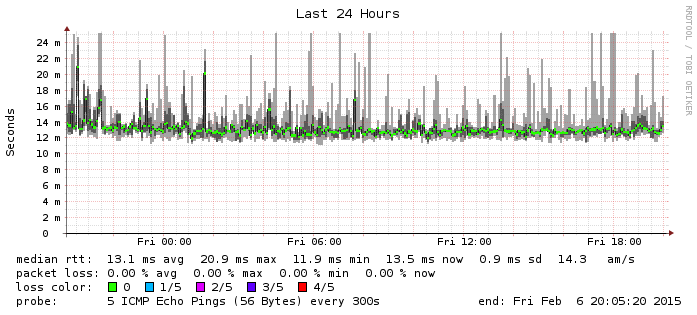 Last 24 Hours
RRDTOOL / TOBI OETIKER
Seconds
24 m
22 m
20 m
18 m
16 m
14 m
12 m
10 m
8 m
6 m
4 m
2 m
0
Fri 00:00 Fri 06:00 Fri 12:00 Fri 18:00
median rtt: 13.1 ms avg 20.9 ms max 11.9 ms min 13.5 ms now 0.9 ms sd 14.3 am/s
packet loss: 0.00 % avg 0.00 % max 0.00 % min 0.00 % now
loss color: 0 1/5 2/5 3/5 4/5
probe: 5 ICMP Echo Pings (56 Bytes) every 300s end: Fri Feb 6 20:05:20 2015